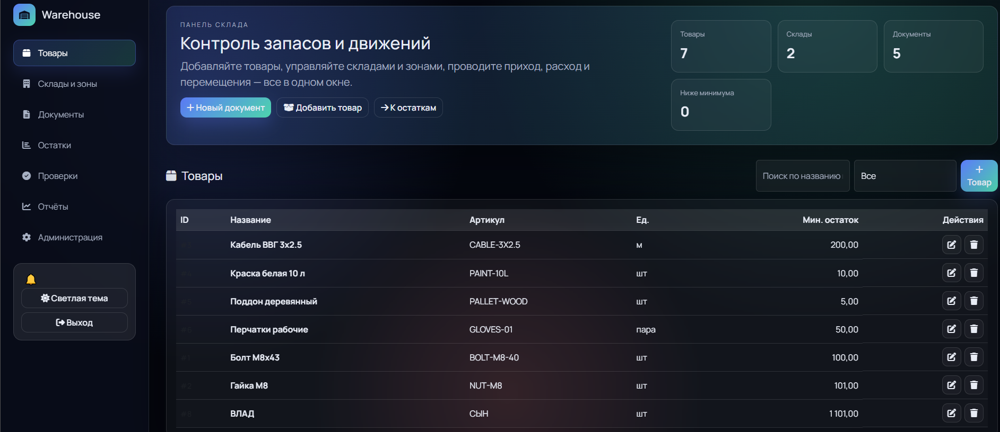 Warehouse
Товары
Склады и зоны
Документы
Остатки
Проверки
Отчёты
Администрация
Светлая тема
Выход
ПАНЕЛЬ СКЛАДА
Контроль запасов и движений
Добавляйте товары, управляйте складами и зонами, проводите приход, расход и
перемещения — все в одном окне.
Новый документ Добавить товар К остаткам
Товары
7
Склады
2
Документы
5
Ниже минимума
0
Товары
Поиск по названию
Все
+
Товар
ID Название Артикул Ед. Мин. остаток Действия
Кабель ВВГ 3х2.5 CABLE-3X2.5 м 200,00
#4 Краска белая 10 л PAINT-10L шт 10,00
#5 Поддон деревянный PALLET-WOOD шт 5,00
#6 Перчатки рабочие GLOVES-01 пара 50,00
#1 Болт М8х43 BOLT-M8-40 шт 100,00
#2 Гайка М8 NUT-M8 шт 101,00
#8 ВЛАД СЫН шт 1 101,00